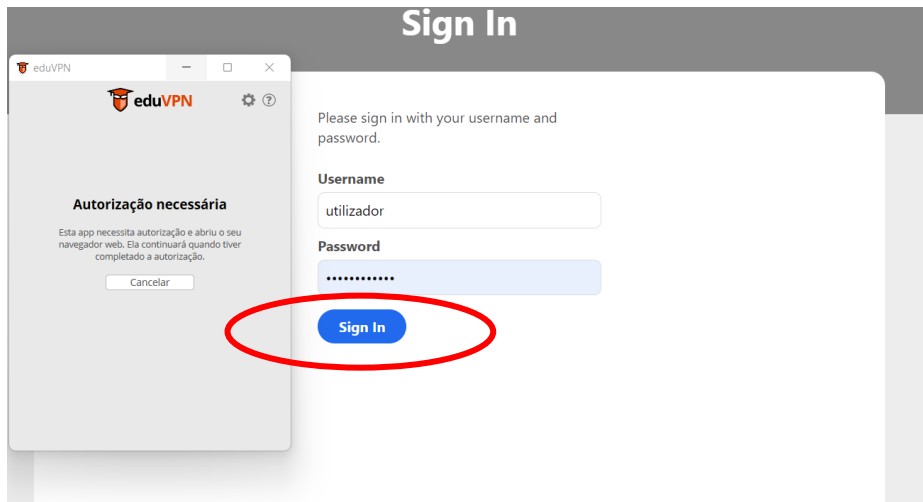 Sign In
eduVPN
eduVPN
Autorização necessária
Esta app necessita autorização e abriu o seu
navegador web. Ela continuará quando tiver
completado a autorização.
Cancelar
Please sign in with your username and
password.
Username
utilizador
Password
••••••••••••
Sign In